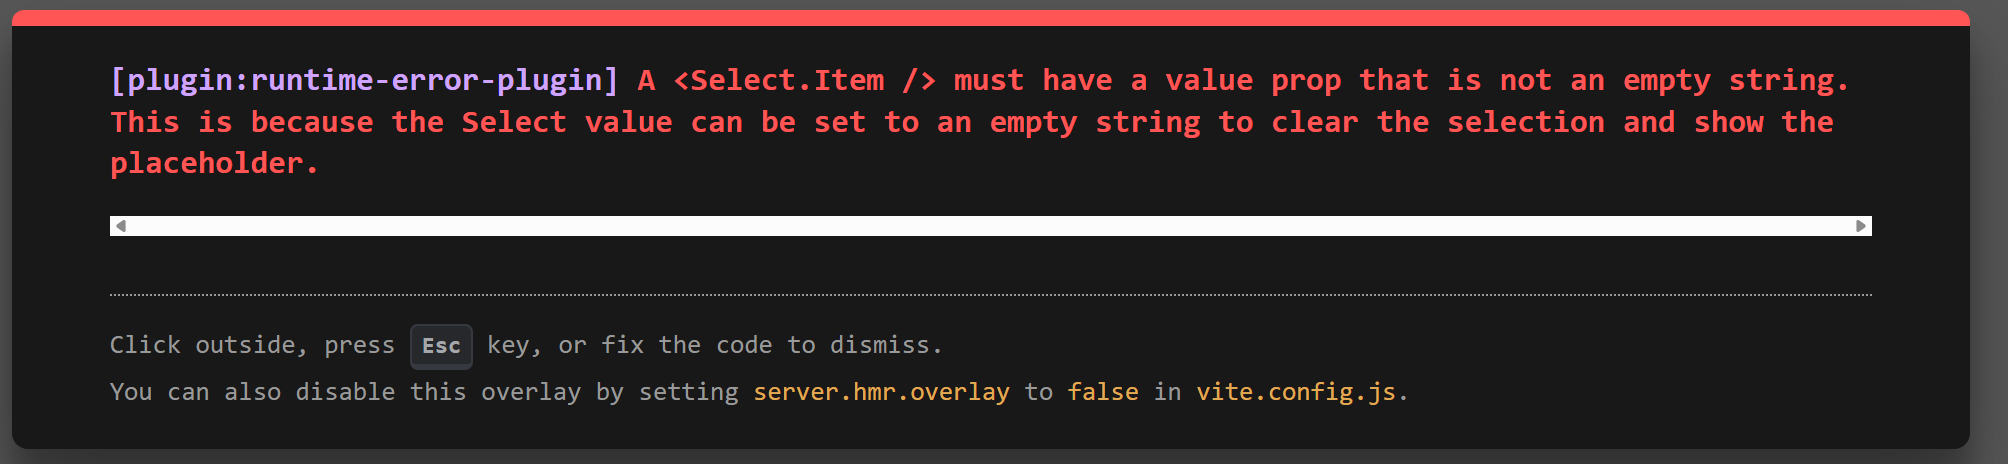 [plugin:runtime-error-plugin] A <Select.Item /> must have a value prop that is not an empty string.
This is because the Select value can be set to an empty string to clear the selection and show the
placeholder.
Click outside, press Esc key, or fix the code to dismiss.
You can also disable this overlay by setting server.hmr.overlay to false in vite.config.js.